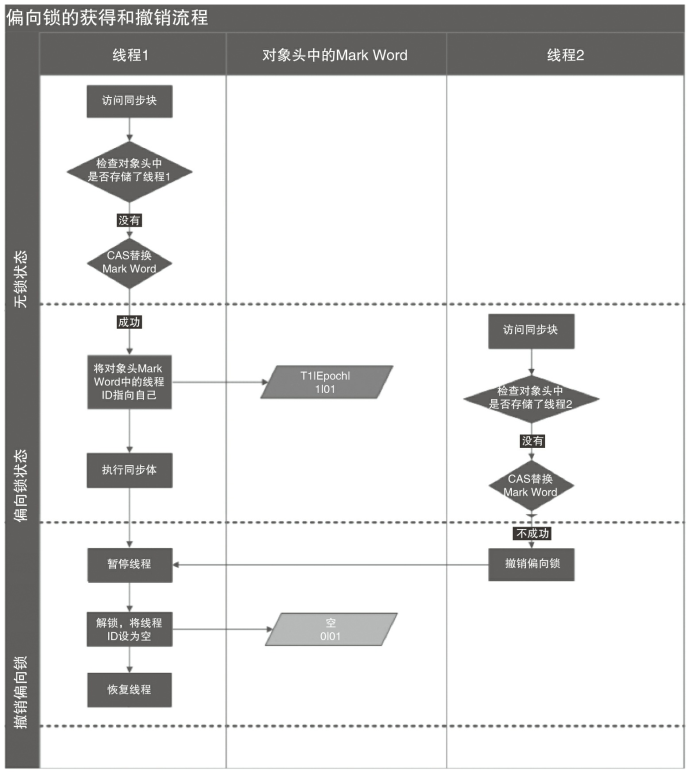 偏向锁的获得和撤销流程
线程1
对象头中的Mark Word
线程2
无锁状态
访问同步块
检查对象头中
是否存储了线程1
没有
CAS替换
Mark Word
偏向锁状态
成功
将对象头Mark
Word中的线程
ID指向自己
T1|Epoch|
1|01
执行同步体
访问同步块
检查对象头中
是否存储了线程2
没有
CAS替换
Mark Word
不成功
撤销偏向锁
撤销偏向锁
暂停线程
解锁，将线程
ID设为空
空
0|01
恢复线程